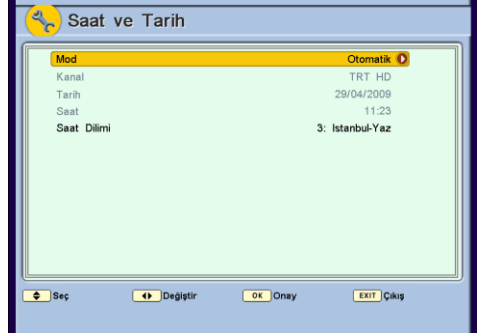 Saat ve Tarih
Mod Otomatik
Kanal TRT HD
Tarih 29/04/2009
Saat 11:23
Saat Dilimi 3: Istanbul-Yaz
Seç Değiştir OK Onay EXIT Çıkış